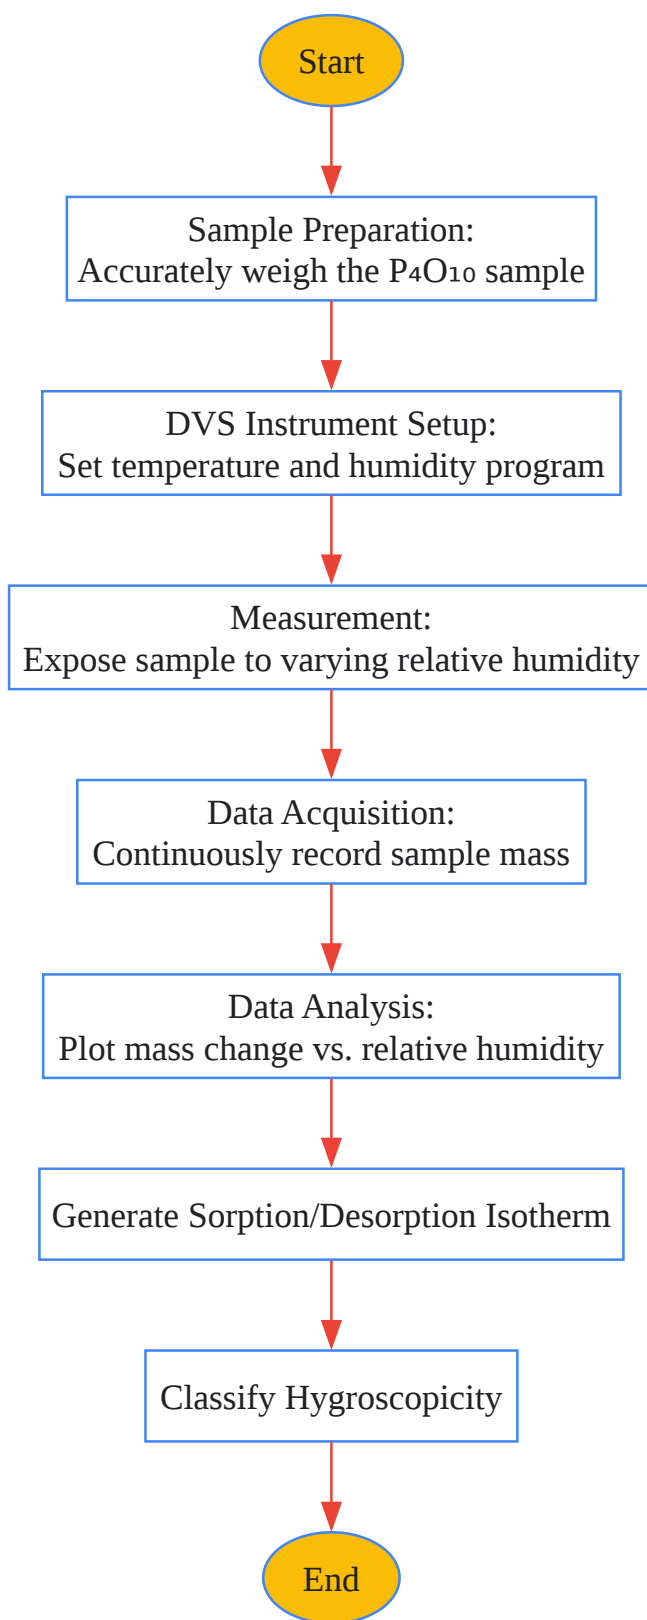 Start
Sample Preparation:
Accurately weigh the P₄O₁₀ sample
DVS Instrument Setup:
Set temperature and humidity program
Measurement:
Expose sample to varying relative humidity
Data Acquisition:
Continuously record sample mass
Data Analysis:
Plot mass change vs. relative humidity
Generate Sorption/Desorption Isotherm
Classify Hygroscopicity
End